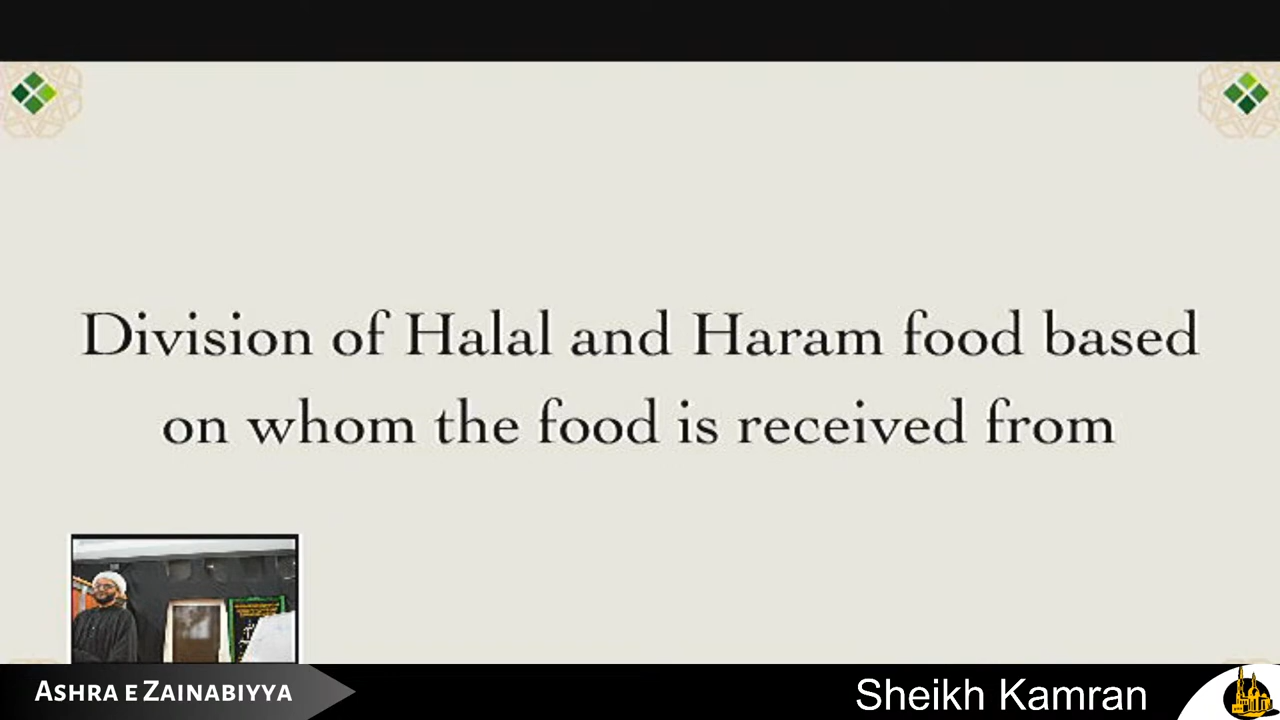 Division of Halal and Haram food based
on whom the food is received from
Ashra e Zainabiyya
Sheikh Kamran